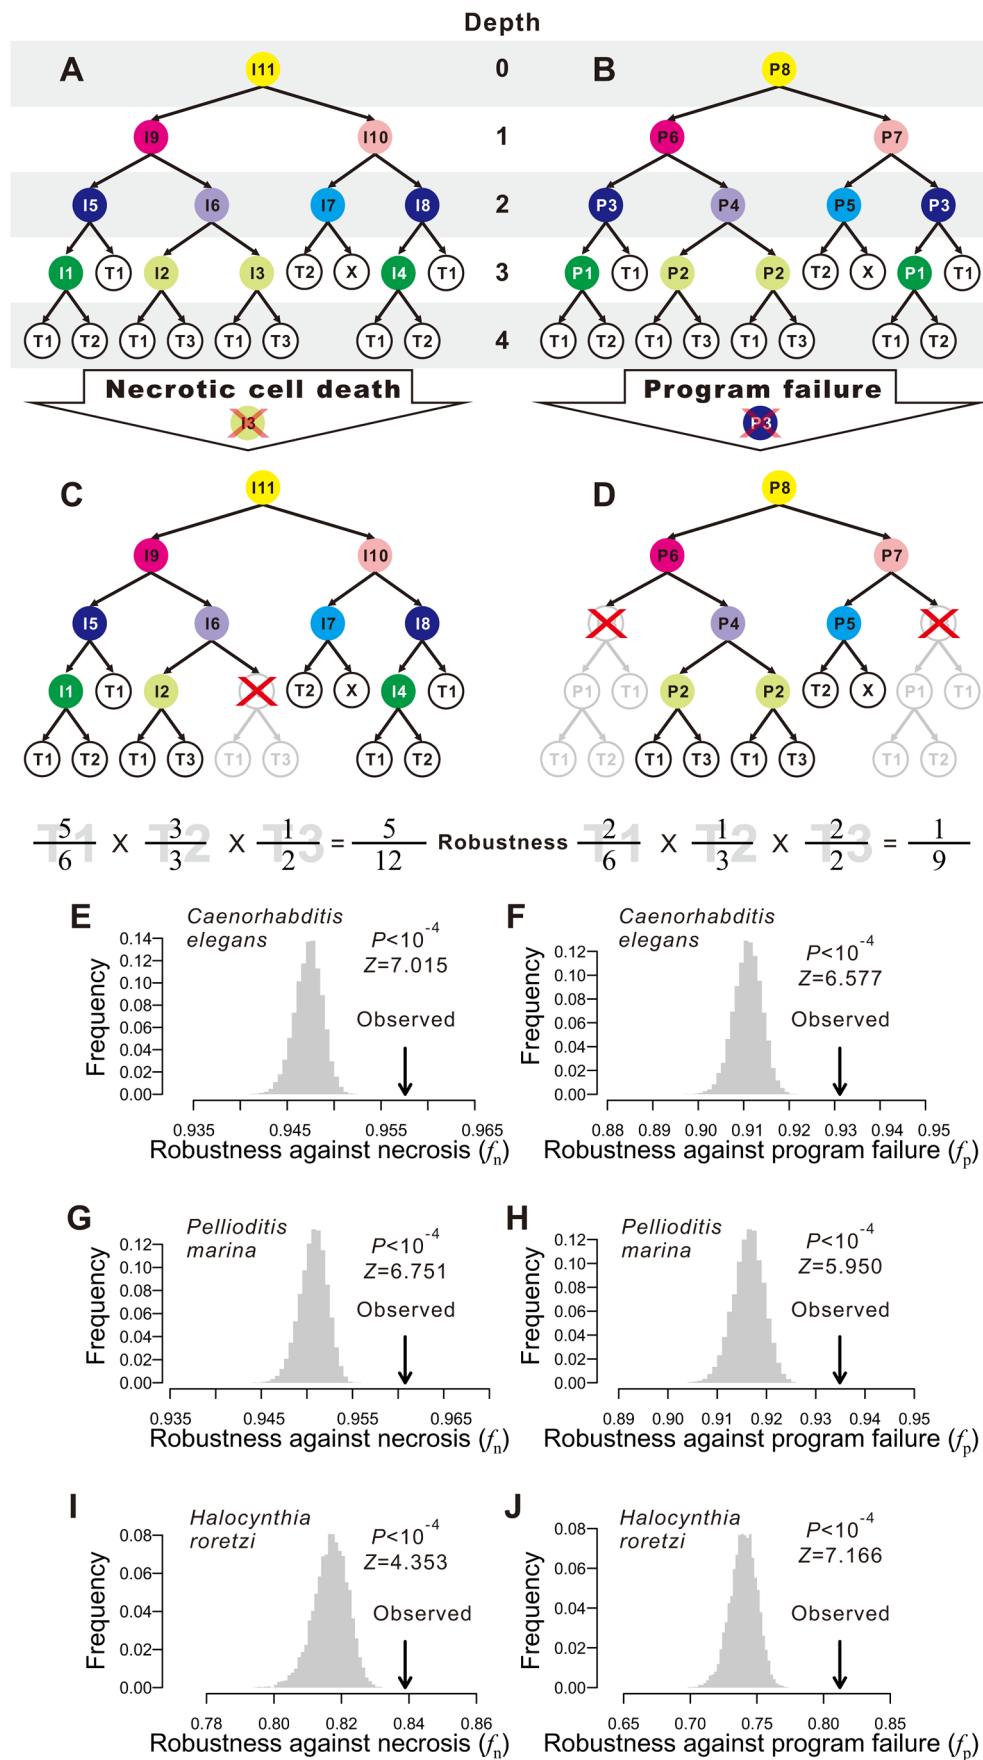 Depth
A I11 0 B P8
I9 I10 1 P6 P7
I5 I6 I7 I8 2 P3 P4 P5 P3
I1 T1 I2 I3 T2 X I4 T1 3 P1 T1 P2 P2 T2 X P1 T1
T1 T2 T1 T3 T1 T3 T1 T2 4 T1 T2 T1 T3 T1 T3 T1 T2
Necrotic cell death Program failure
I3 P3
C I11 D P8
I9 I10 P6 P7
I5 I6 I7 I8 P4 P5
I1 T1 I2 T2 X I4 T1 P1 T1 P2 P2 T2 X P1 T1
T1 T2 T1 T3 T1 T3 T1 T2 T1 T2 T1 T3 T1 T3 T1 T2
T1 5/6 X T2 3/3 X T3 1/2 = 5/12 Robustness T1 2/6 X T2 1/3 X T3 2/2 = 1/9
E
Caenorhabditis
elegans
P<10-4
Z=7.015
Observed
Frequency
0.14
0.12
0.10
0.08
0.06
0.04
0.02
0.00
0.935 0.945 0.955 0.965
Robustness against necrosis (fn)
F
Caenorhabditis
elegans
P<10-4
Z=6.577
Observed
Frequency
0.12
0.10
0.08
0.06
0.04
0.02
0.00
0.88 0.89 0.90 0.91 0.92 0.93 0.94 0.95
Robustness against program failure (fp)
G
Pellioditis
marina
P<10-4
Z=6.751
Observed
Frequency
0.12
0.10
0.08
0.06
0.04
0.02
0.00
0.935 0.945 0.955 0.965
Robustness against necrosis (fn)
H
Pellioditis
marina
P<10-4
Z=5.950
Observed
Frequency
0.12
0.10
0.08
0.06
0.04
0.02
0.00
0.89 0.90 0.91 0.92 0.93 0.94 0.95
Robustness against program failure (fp)
I
Halocynthia
roretzi
P<10-4
Z=4.353
Observed
Frequency
0.08
0.06
0.04
0.02
0.00
0.78 0.80 0.82 0.84 0.86
Robustness against necrosis (fn)
J
Halocynthia
roretzi
P<10-4
Z=7.166
Observed
Frequency
0.08
0.06
0.04
0.02
0.00
0.65 0.70 0.75 0.80 0.85
Robustness against program failure (fp)